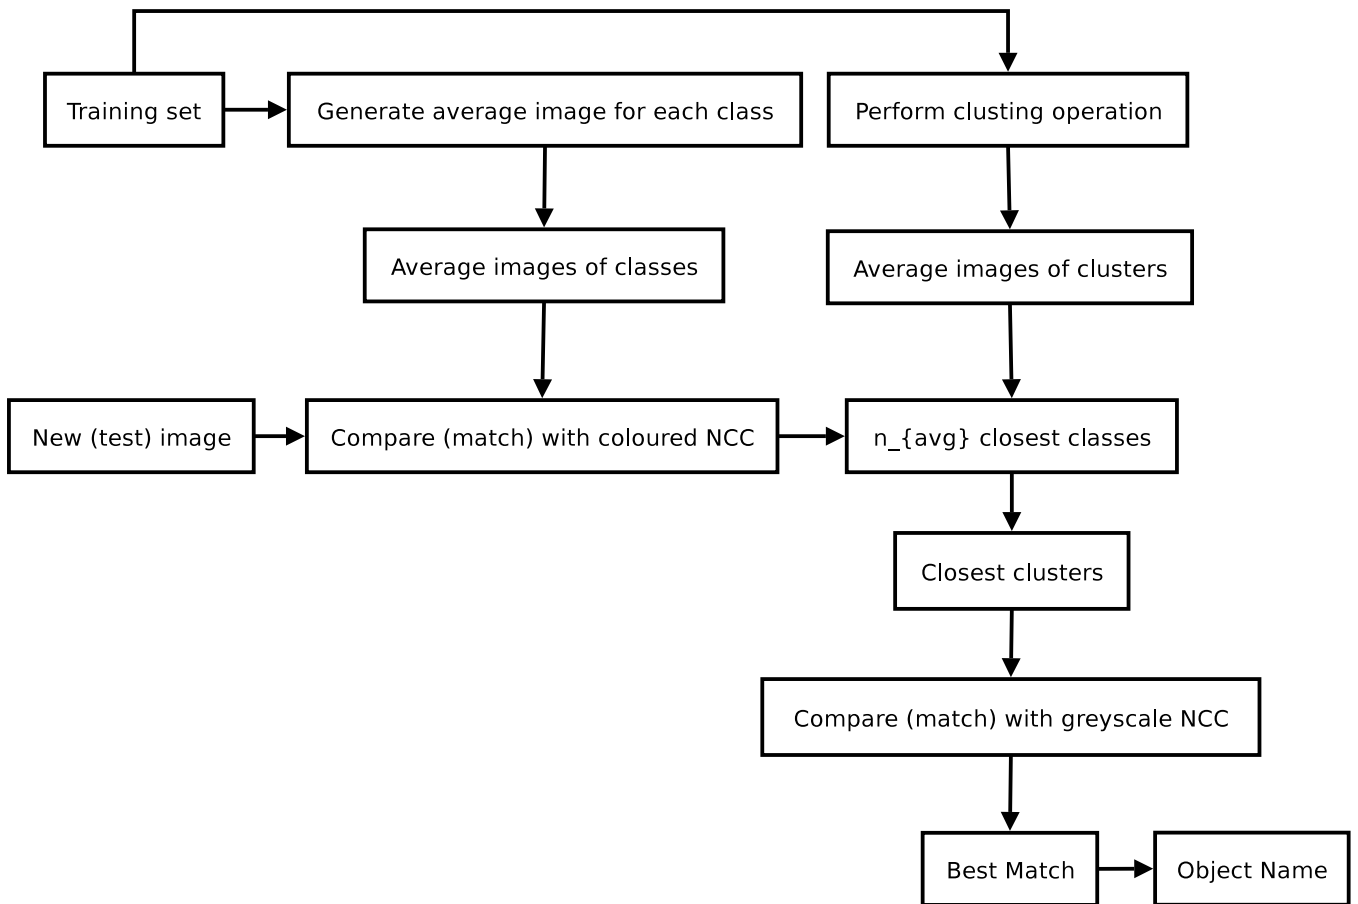 Training set
Generate average image for each class
Perform clusting operation
Average images of classes
Average images of clusters
New (test) image
Compare (match) with coloured NCC
n_{avg} closest classes
Closest clusters
Compare (match) with greyscale NCC
Best Match
Object Name